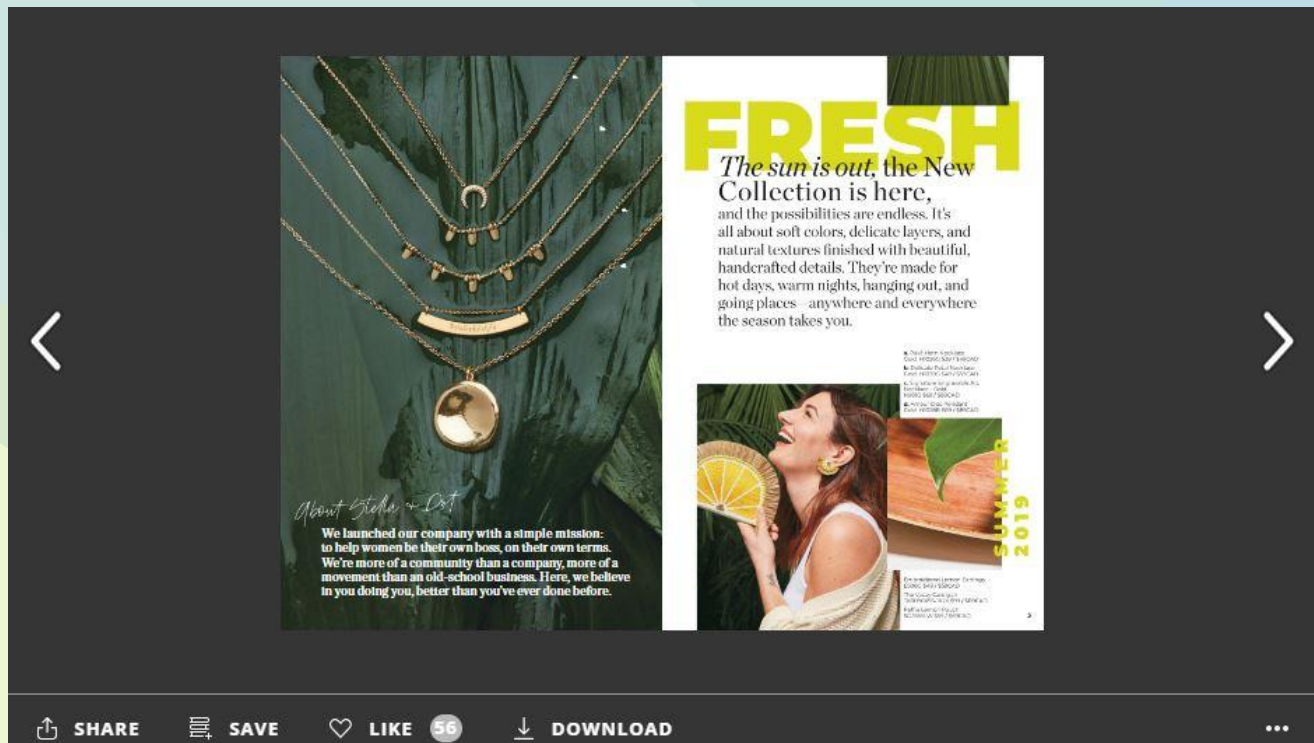 About Stella + Dot
We launched our company with a simple mission:
to help women be their own boss, on their own terms.
We're more of a community than a company, more of a
movement than an old-school business. Here, we believe
in you doing you, better than you've ever done before.
FRESH
The sun is out, the New
Collection is here,
and the possibilities are endless. It's
all about soft colors, delicate layers, and
natural textures finished with beautiful,
handcrafted details. They're made for
hot days, warm nights, hanging out, and
going places—anywhere and everywhere
the season takes you.
SUMMER
2019
SHARE
SAVE
LIKE 56
DOWNLOAD